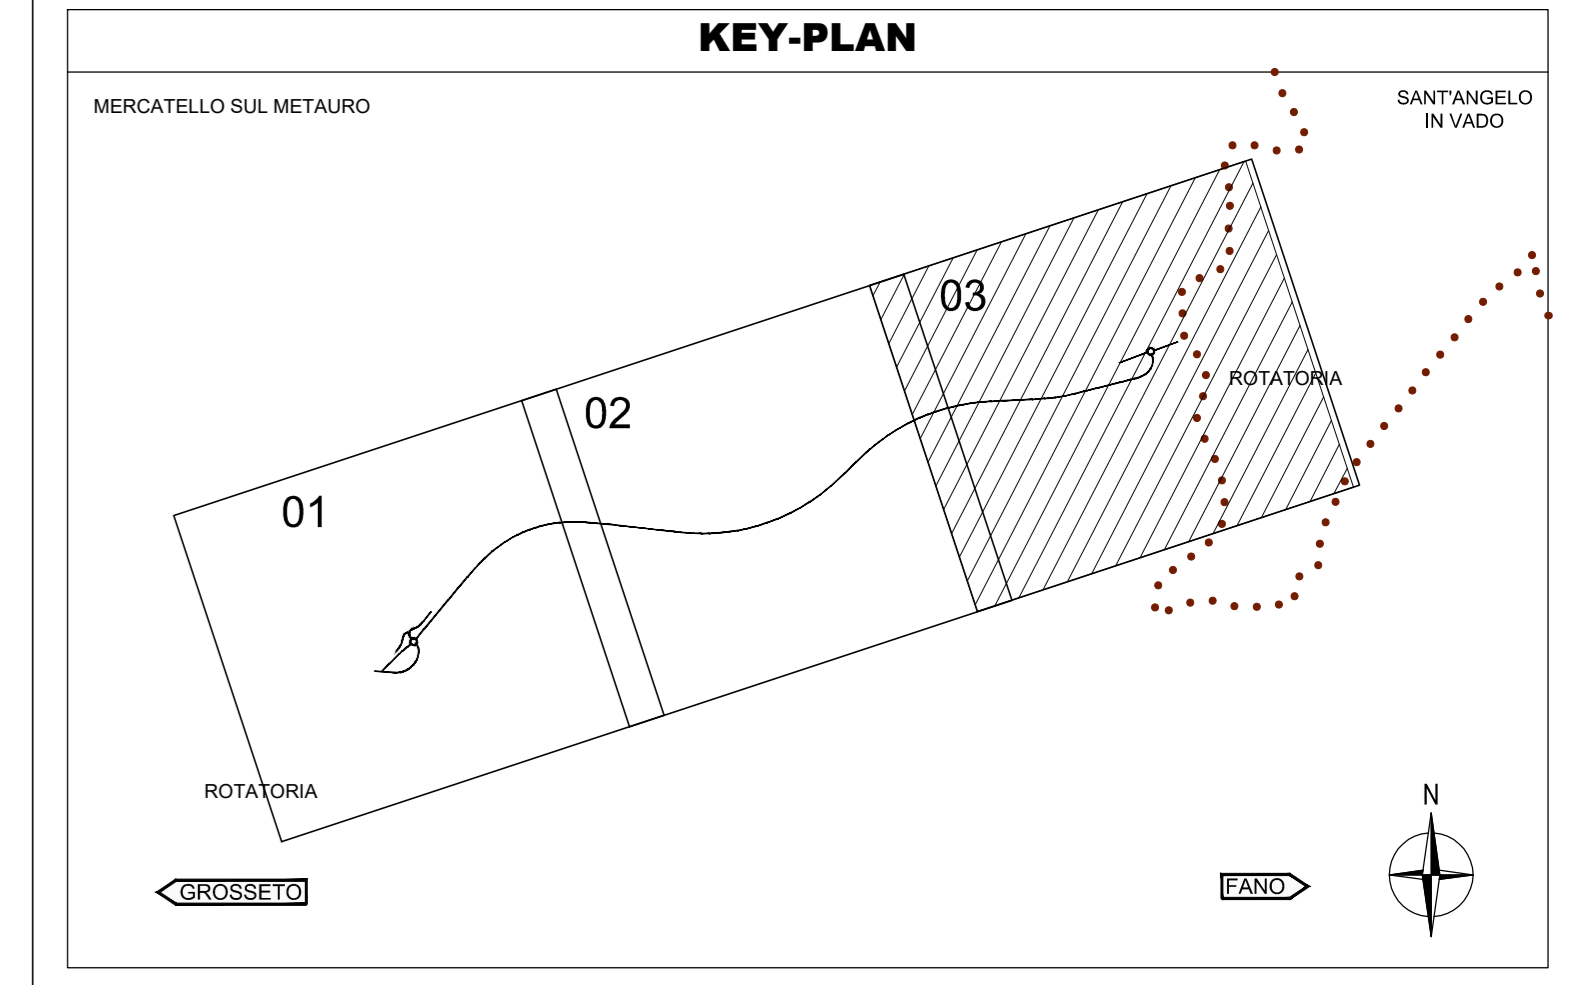 KEY-PLAN
MERCATELLO SUL METAURO
SANT'ANGELO
IN VADO
03
ROTATORIA
02
01
ROTATORIA
N
GROSSETO
FANO